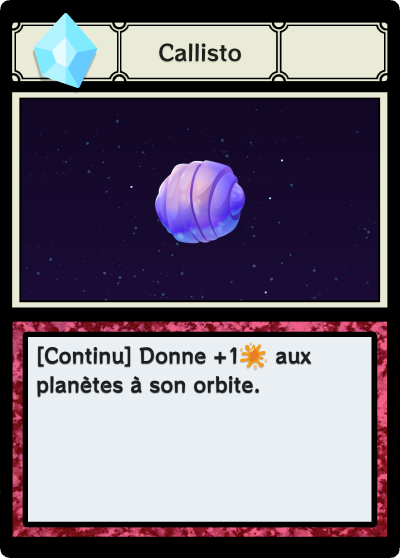 Callisto
[Continu] Donne +1 aux
planètes à son orbite.